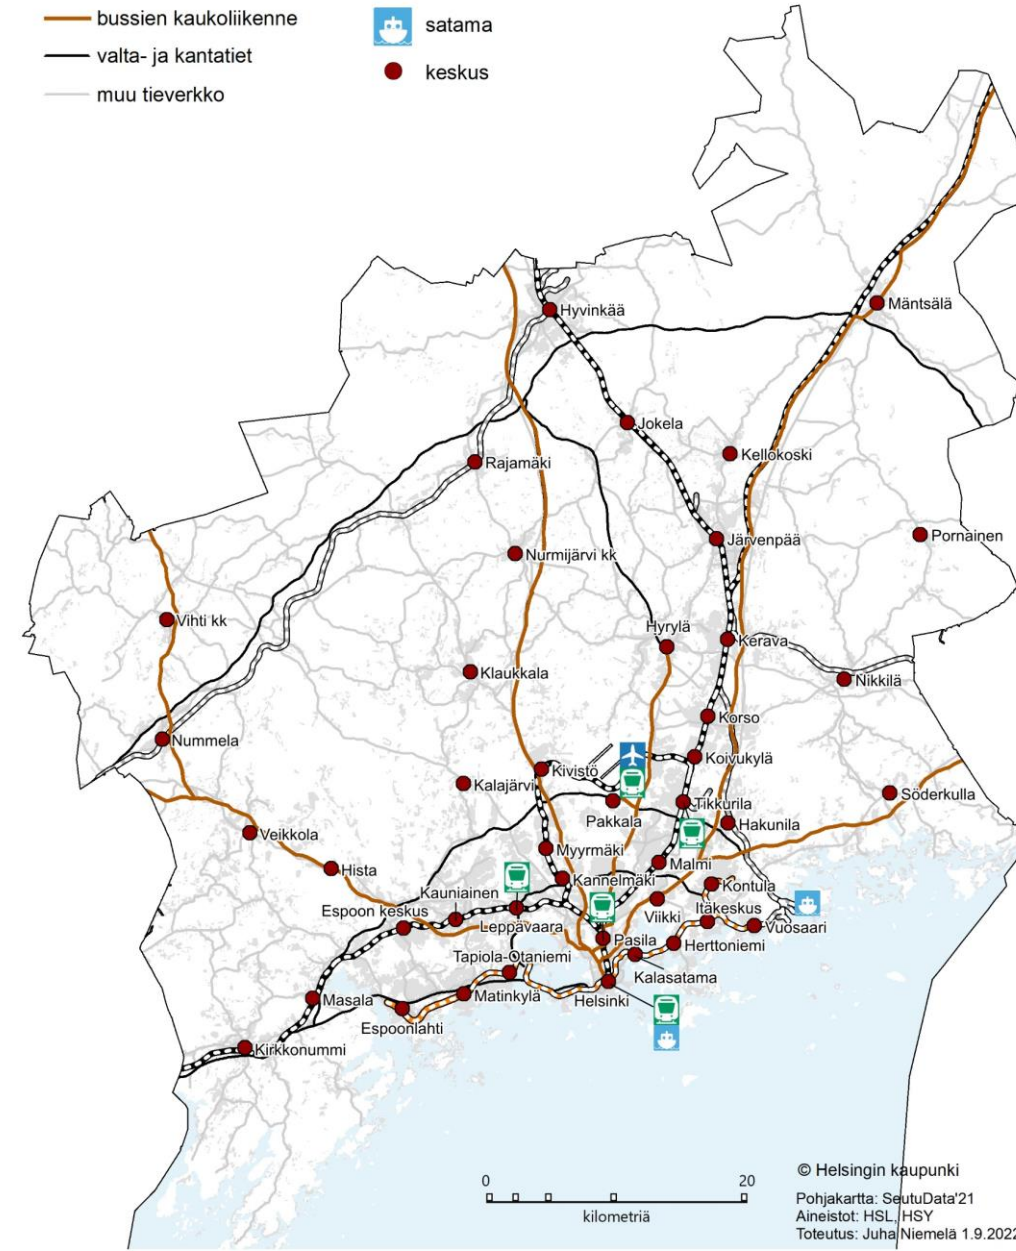 bussien kaukoliikenne
valta- ja kantatiet
muu tieverkko
satama
keskus
Mäntsälä
Hyvinkää
Jokela
Kellokoski
Rajamäki
Pornainen
Järvenpää
Nurmijärvi kk
Vihti kk
Hyrylä
Kerava
Klaukkala
Nikkilä
Korso
Nummela
Koivukylä
Kivistö
Kalajärvi
Söderkulla
Tikkurila
Pakkala
Hakunila
Veikkola
Myyrmäki
Malmi
Hista
Kannelmäki
Kontula
Kauniainen
Itäkeskus
Espoon keskus
Viikki
Leppävaara
Vuosaari
Pasila
Herttoniemi
Tapiola-Otaniemi
Kalasatama
Helsinki
Masala
Matinkylä
Espoonlahti
Kirkkonummi
0 20
kilometriä
© Helsingin kaupunki
Pohjakartta: SeutuData'21
Aineistot: HSL, HSY
Toteutus: Juha Niemelä 1.9.2022